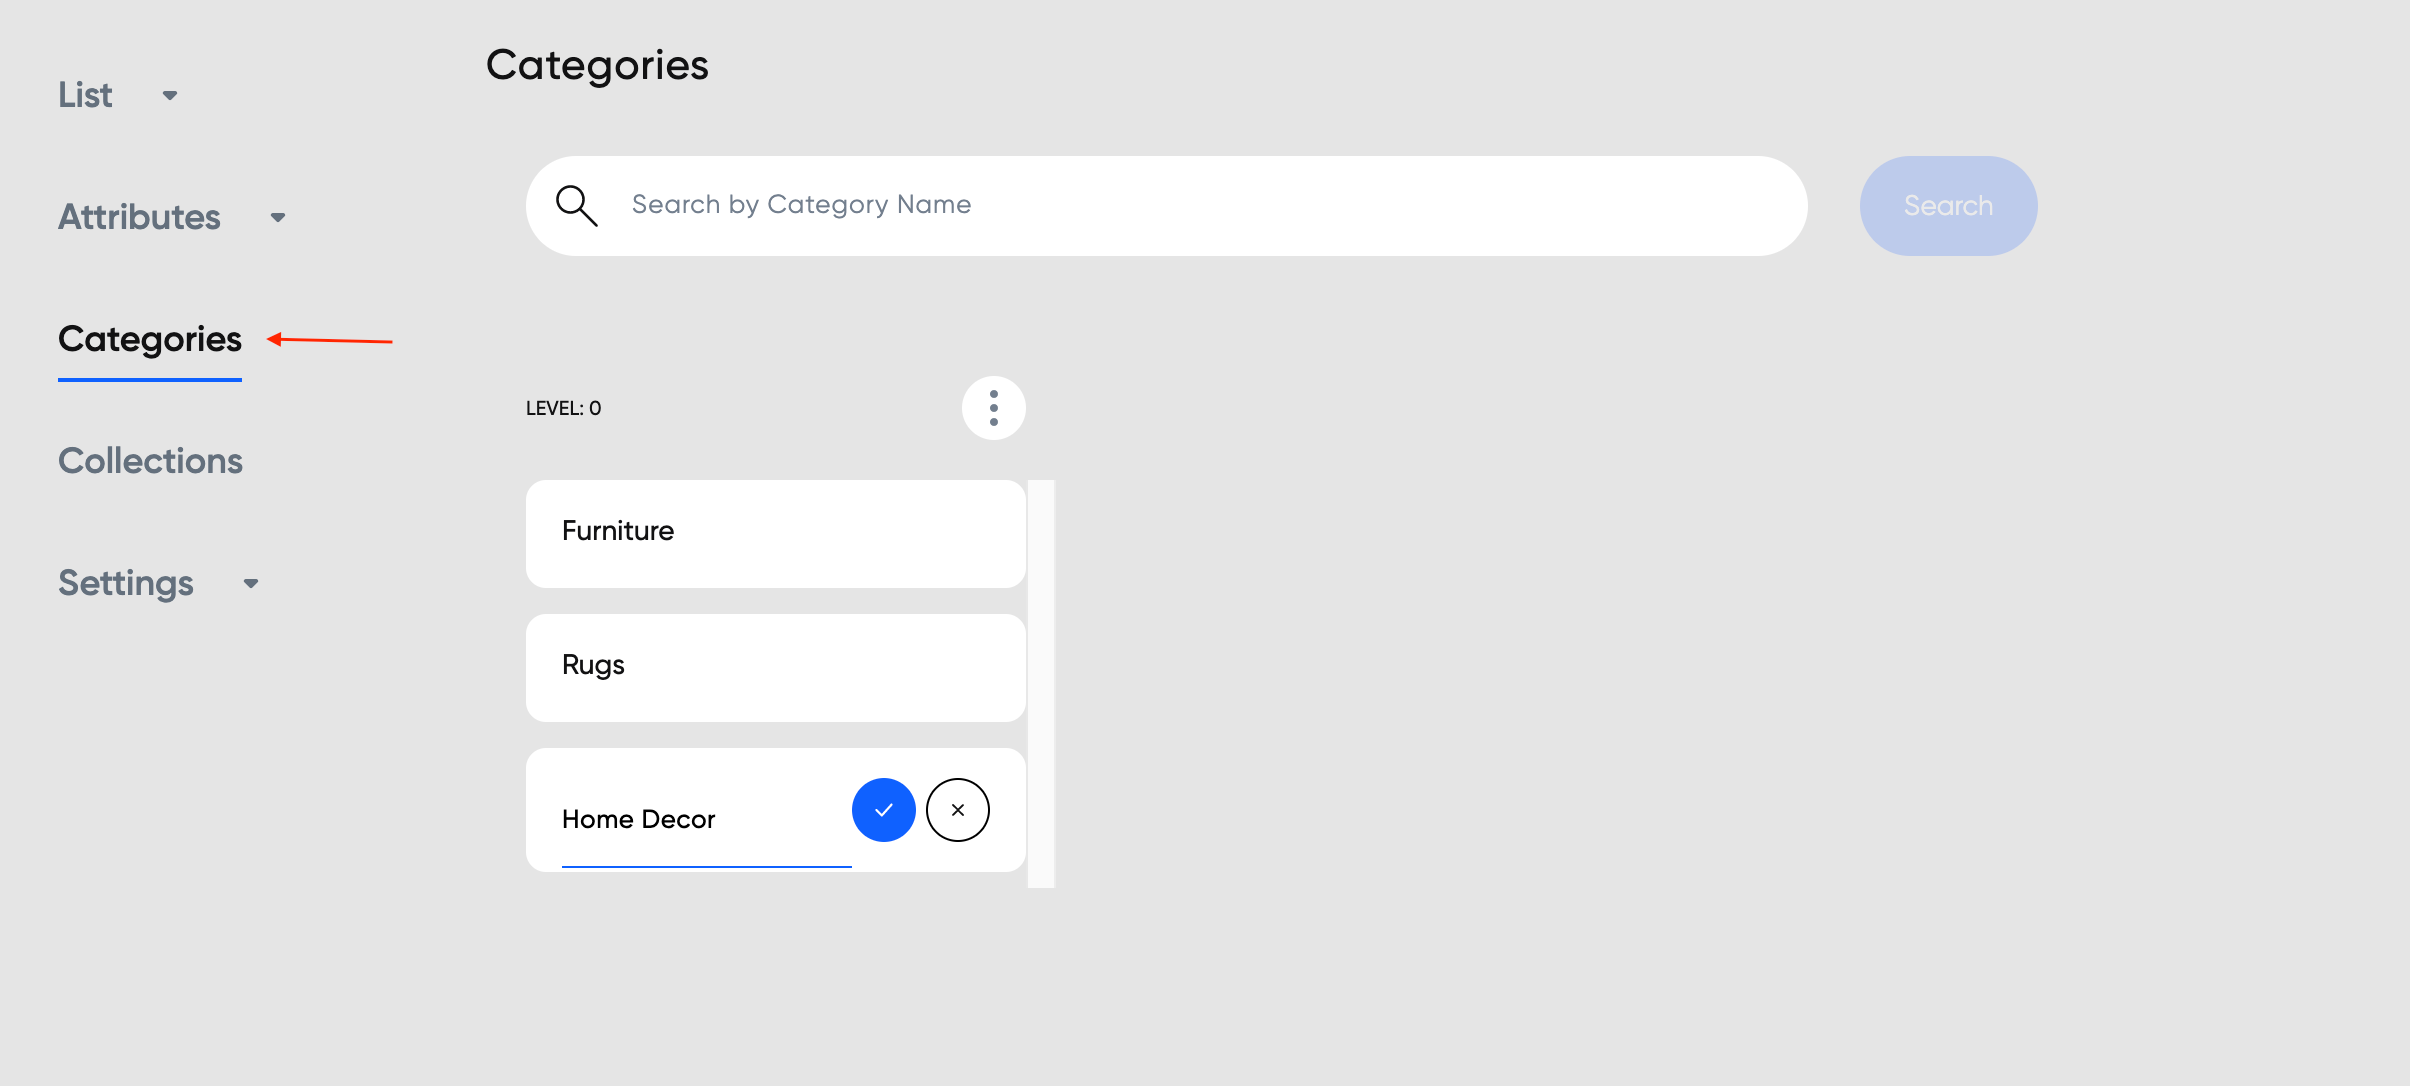 List
Attributes
Categories
Collections
Settings
Categories
Search by Category Name
Search
LEVEL: 0
Furniture
Rugs
Home Decor